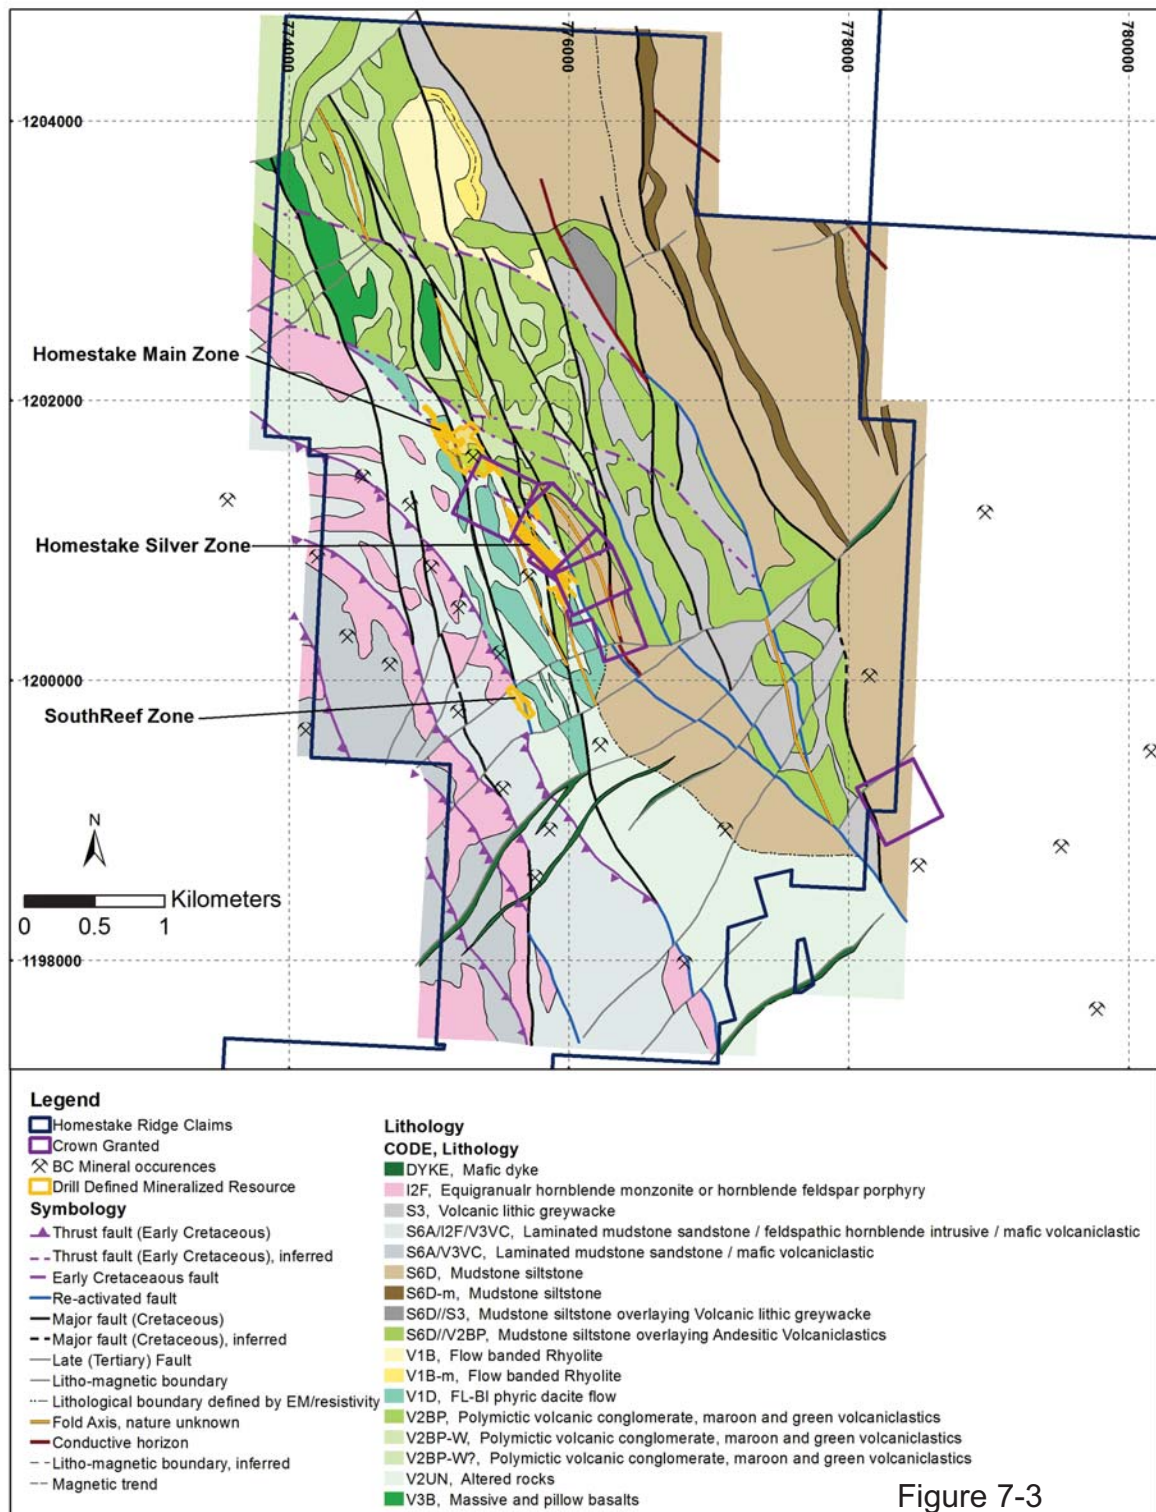 774000
776000
778000
780000
1204000
1202000
Homestake Main Zone
Homestake Silver Zone
1200000
SouthReef Zone
N
Kilometers
0 0.5 1
1198000
Legend
Homestake Ridge Claims
Crown Granted
BC Mineral occurences
Drill Defined Mineralized Resource
Symbology
Thrust fault (Early Cretaceous)
Thrust fault (Early Cretaceous), inferred
Early Cretaceaous fault
Re-activated fault
Major fault (Cretaceous)
Major fault (Cretaceous), inferred
Late (Tertiary) Fault
Litho-magnetic boundary
Lithological boundary defined by EM/resistivity
Fold Axis, nature unknown
Conductive horizon
Litho-magnetic boundary, inferred
Magnetic trend
Lithology
CODE, Lithology
DYKE, Mafic dyke
I2F, Equigranualr hornblende monzonite or hornblende feldspar porphyry
S3, Volcanic lithic greywacke
S6A/I2F/V3VC, Laminated mudstone sandstone / feldspathic hornblende intrusive / mafic volcaniclastic
S6A/V3VC, Laminated mudstone sandstone / mafic volcaniclastic
S6D, Mudstone siltstone
S6D-m, Mudstone siltstone
S6D//S3, Mudstone siltstone overlaying Volcanic lithic greywacke
S6D//V2BP, Mudstone siltstone overlaying Andesitic Volcaniclastics
V1B, Flow banded Rhyolite
V1B-m, Flow banded Rhyolite
V1D, FL-BI phyric dacite flow
V2BP, Polymictic volcanic conglomerate, maroon and green volcaniclastics
V2BP-W, Polymictic volcanic conglomerate, maroon and green volcaniclastics
V2BP-W?, Polymictic volcanic conglomerate, maroon and green volcaniclastics
V2UN, Altered rocks
V3B, Massive and pillow basalts
Figure 7-3